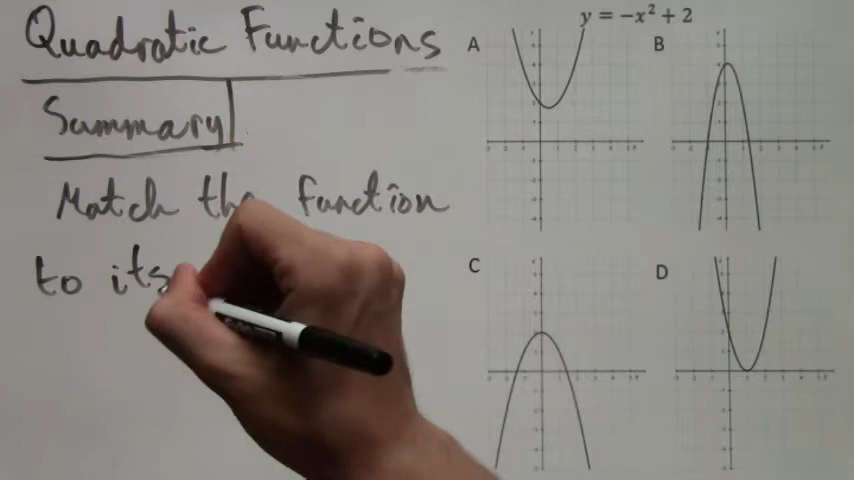 Quadratic Functions
Summary
Match the function
to its
y = −x² + 2
A
B
C
D